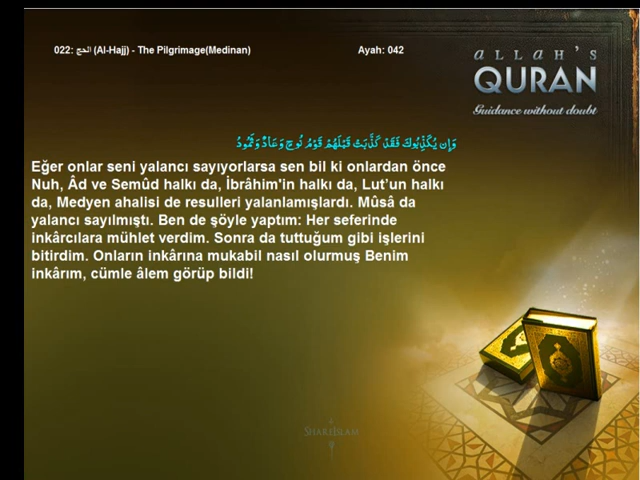 022: الحج (Al-Hajj) - The Pilgrimage(Medinan) Ayah: 042
ALLAH'S
QURAN
Guidance without doubt
وَإِن يُكَذِّبُوكَ فَقَدْ كَذَّبَتْ قَبْلَهُمْ قَوْمُ نُوحٍ وَعَادٌ وَثَمُودُ
Eğer onlar seni yalancı sayıyorlarsa sen bil ki onlardan önce
Nuh, Âd ve Semûd halkı da, İbrâhim'in halkı da, Lut’un halkı
da, Medyen ahalisi de resulleri yalanlamışlardı. Mûsâ da
yalancı sayılmıştı. Ben de şöyle yaptım: Her seferinde
inkârcılara mühlet verdim. Sonra da tuttuğum gibi işlerini
bitirdim. Onların inkârına mukabil nasıl olurmuş Benim
inkârım, cümle âlem görüp bildi!
SHAREISLAM